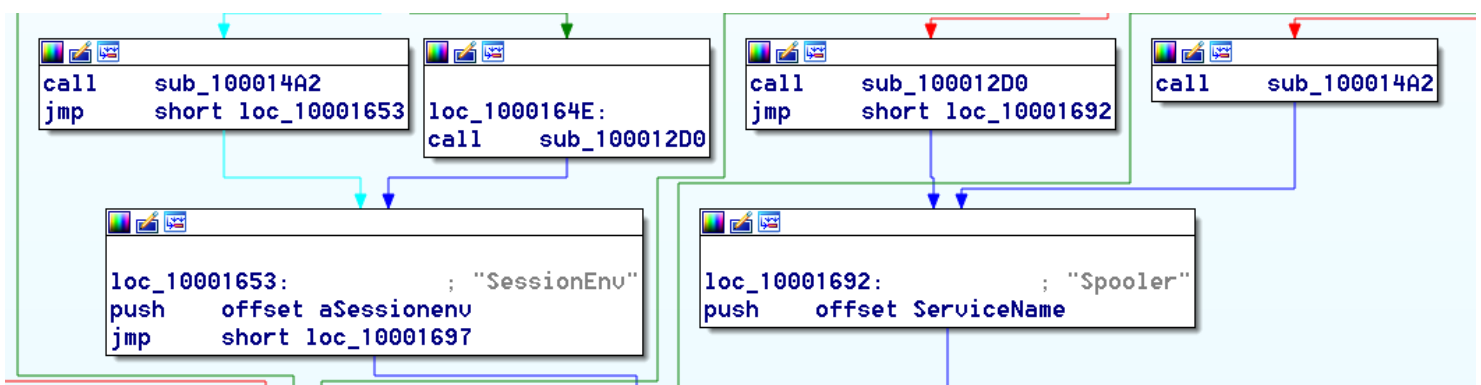 call sub_100014A2
jmp short loc_10001653
loc_1000164E:
call sub_100012D0
call sub_100012D0
jmp short loc_10001692
call sub_100014A2
loc_10001653: ; "SessionEnv"
push offset aSessionenv
jmp short loc_10001697
loc_10001692: ; "Spooler"
push offset ServiceName